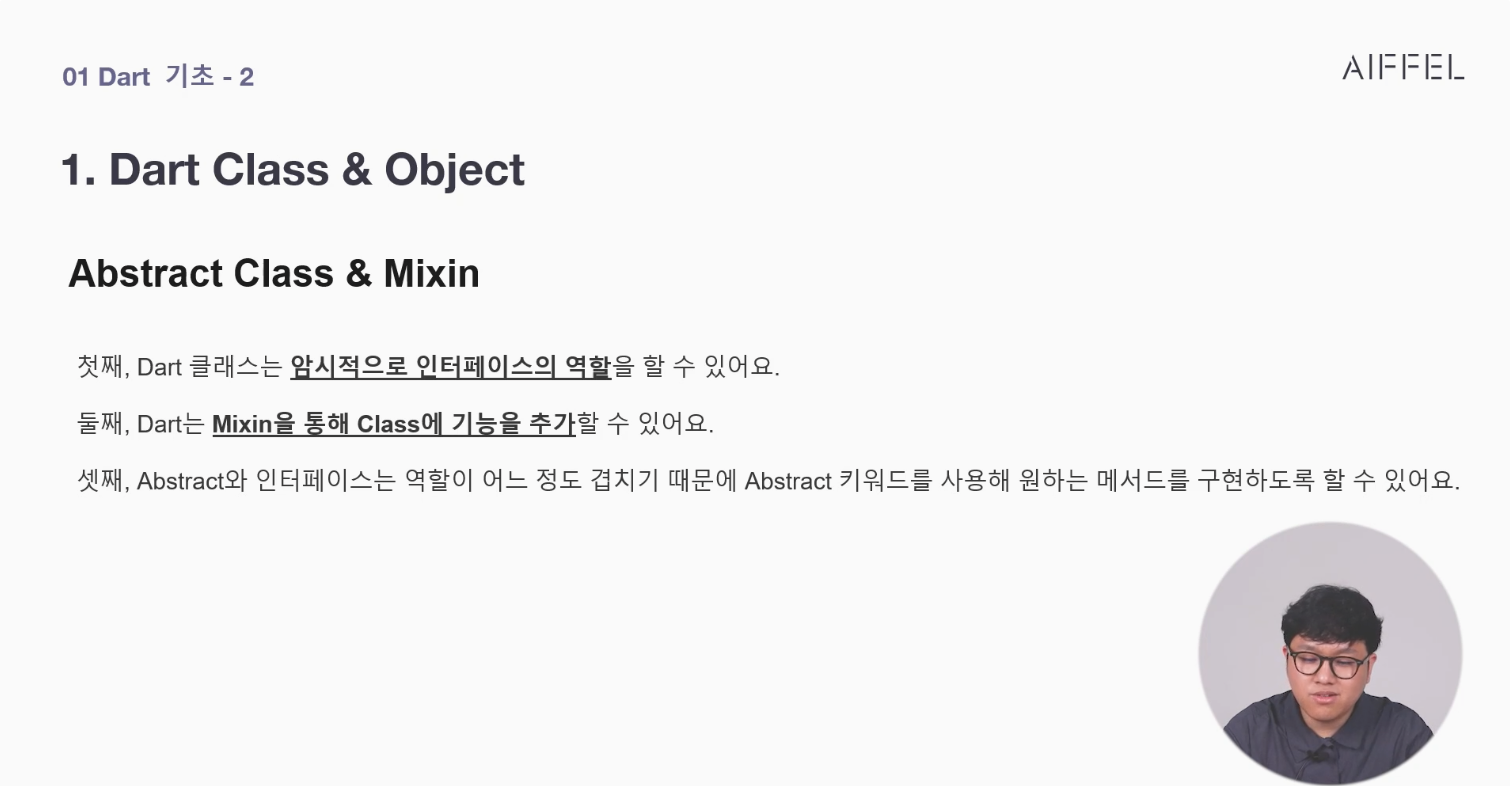 01 Dart 기초 - 2
AIFFEL
1. Dart Class & Object
Abstract Class & Mixin
첫째, Dart 클래스는 암시적으로 인터페이스의 역할을 할 수 있어요.
둘째, Dart는 Mixin을 통해 Class에 기능을 추가할 수 있어요.
셋째, Abstract와 인터페이스는 역할이 어느 정도 겹치기 때문에 Abstract 키워드를 사용해 원하는 메서드를 구현하도록 할 수 있어요.